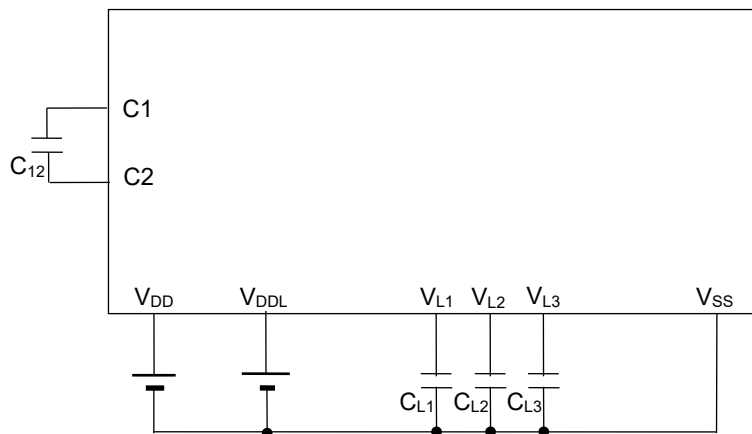 C1
C12
C2
VDD VDDL VL1 VL2 VL3 VSS
CL1 CL2 CL3